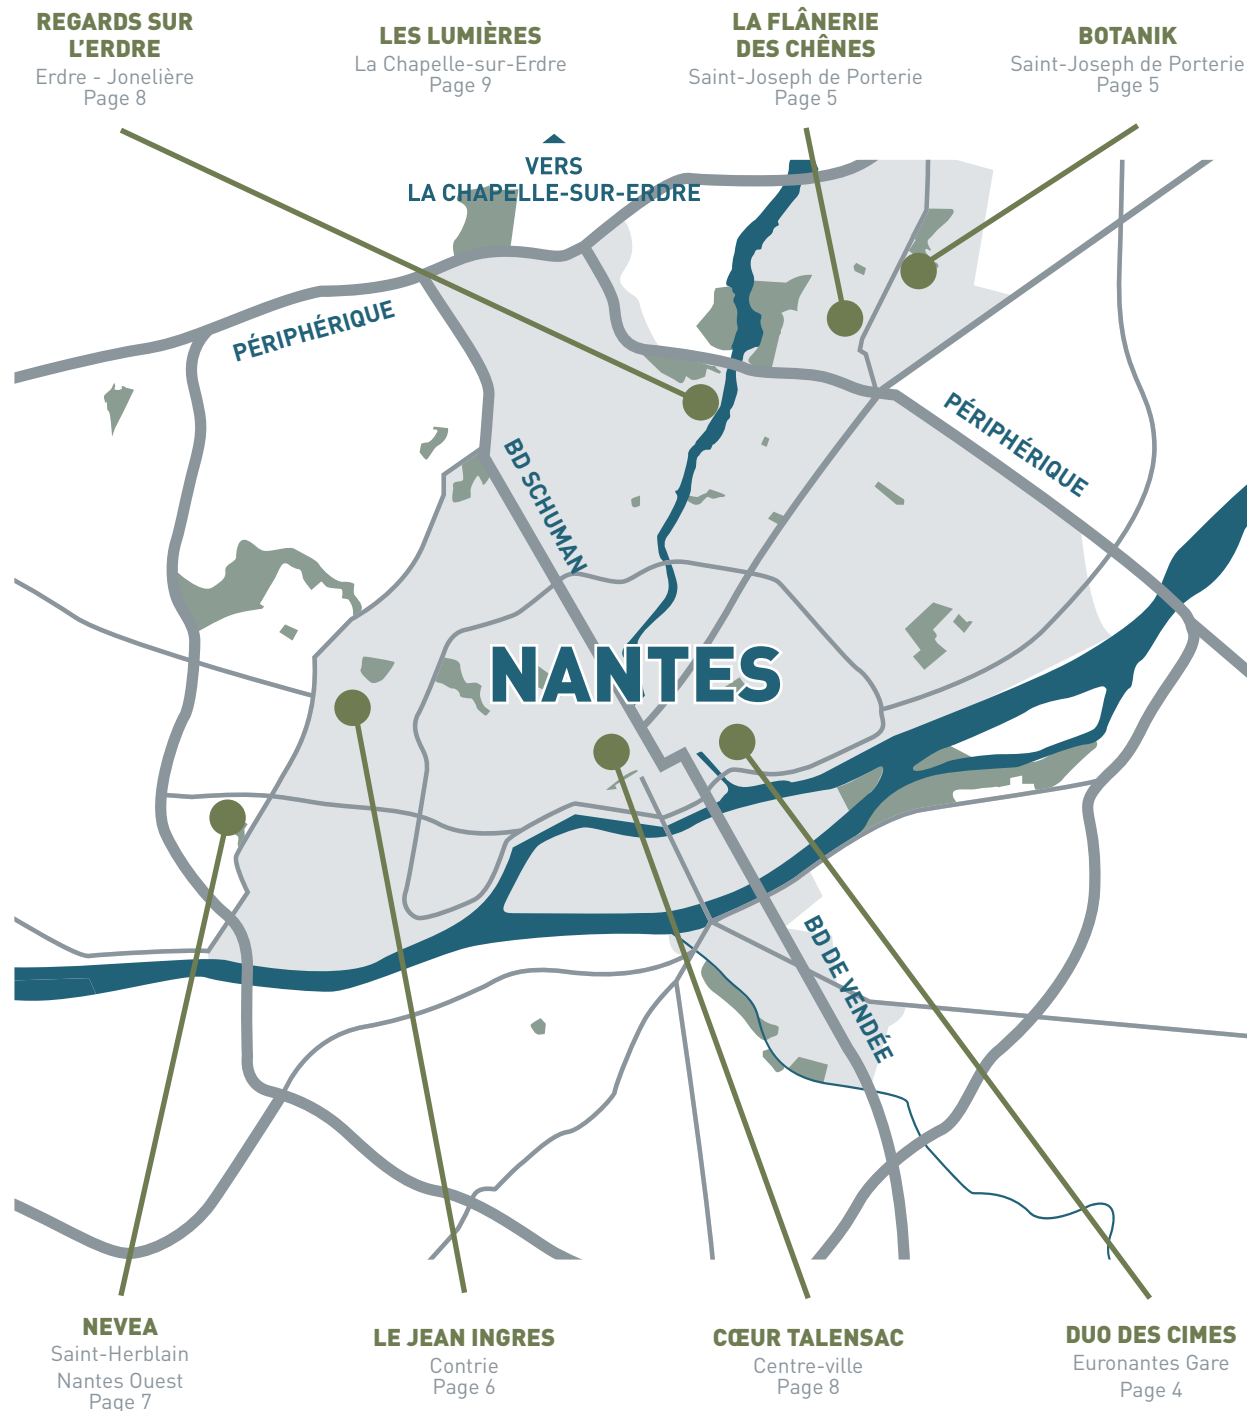 REGARDS SUR
L'ERDRE
Erdre - Jonelière
Page 8
LES LUMIÈRES
La Chapelle-sur-Erdre
Page 9
LA FLÂNERIE
DES CHÊNES
Saint-Joseph de Porterie
Page 5
BOTANIK
Saint-Joseph de Porterie
Page 5
VERS
LA CHAPELLE-SUR-ERDRE
PÉRIPHÉRIQUE
PÉRIPHÉRIQUE
BD SCHUMAN
NANTES
BD DE VENDÉE
NEVEA
Saint-Herblain
Nantes Ouest
Page 7
LE JEAN INGRES
Contrie
Page 6
CŒUR TALENSAC
Centre-ville
Page 8
DUO DES CIMES
Euronantes Gare
Page 4